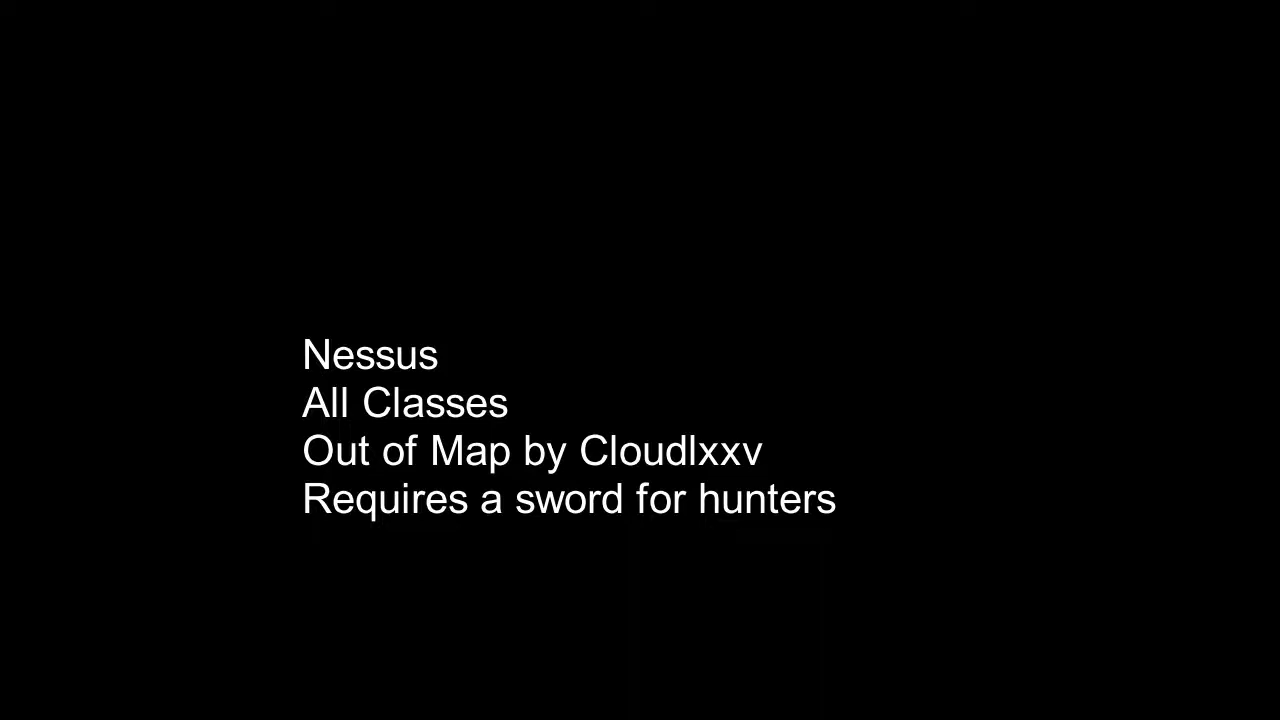 Nessus
All Classes
Out of Map by Cloudlxxv
Requires a sword for hunters